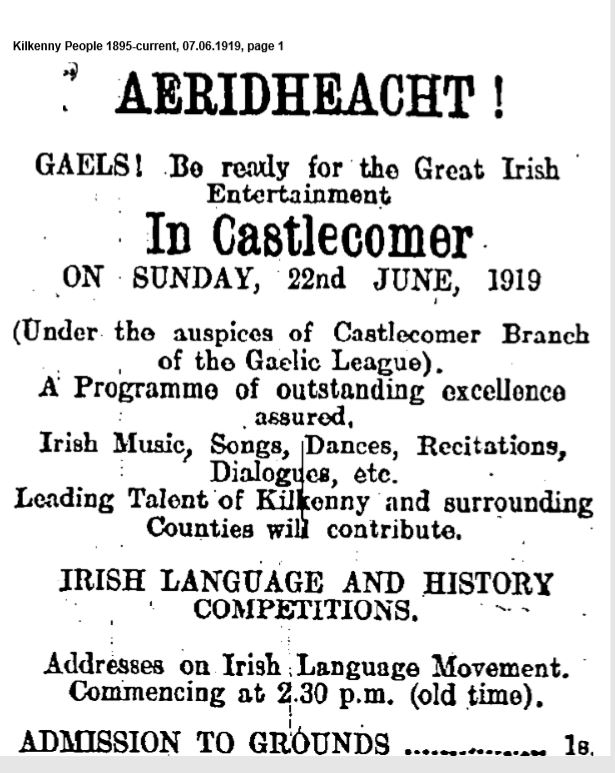 Kilkenny People 1895-current, 07.06.1919, page 1
AERIDHEACHT!
GAELS! Be ready for the Great Irish
Entertainment
In Castlecomer
ON SUNDAY, 22nd JUNE, 1919
(Under the auspices of Castlecomer Branch
of the Gaelic League).
A Programme of outstanding excellence
assured.
Irish Music, Songs, Dances, Recitations,
Dialogues, etc.
Leading Talent of Kilkenny and surrounding
Counties will contribute.
IRISH LANGUAGE AND HISTORY
COMPETITIONS.
Addresses on Irish Language Movement.
Commencing at 2.30 p.m. (old time).
ADMISSION TO GROUNDS .................. 1s.